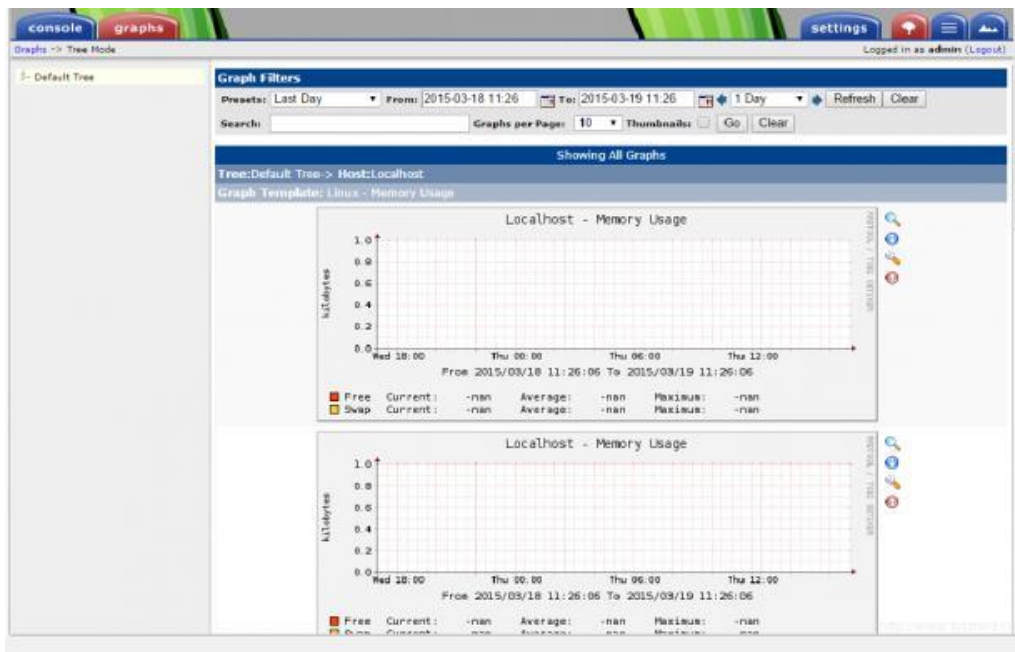 console graphs settings
Graphs -> Tree Mode Logged in as admin (Logout)
Default Tree
Graph Filters
Presets: Last Day From: 2015-03-18 11:26 To: 2015-03-19 11:26 1 Day Refresh Clear
Search: Graphs per Page: 10 Thumbnails: Go Clear
Showing All Graphs
Tree:Default Tree-> Host:Localhost
Graph Template: Linux - Memory Usage
Localhost - Memory Usage
kilobytes
1.0
0.8
0.6
0.4
0.2
0.0
Wed 18:00 Thu 00:00 Thu 06:00 Thu 12:00
From 2015/03/18 11:26:06 To 2015/03/19 11:26:06
Free Current: -nan Average: -nan Maximum: -nan
Swap Current: -nan Average: -nan Maximum: -nan
RRDTOOL / TOBI OETIKER
Localhost - Memory Usage
kilobytes
1.0
0.8
0.6
0.4
0.2
0.0
Wed 18:00 Thu 00:00 Thu 06:00 Thu 12:00
From 2015/03/18 11:26:06 To 2015/03/19 11:26:06
Free Current: -nan Average: -nan Maximum: -nan
RRDTOOL / TOBI OETIKER